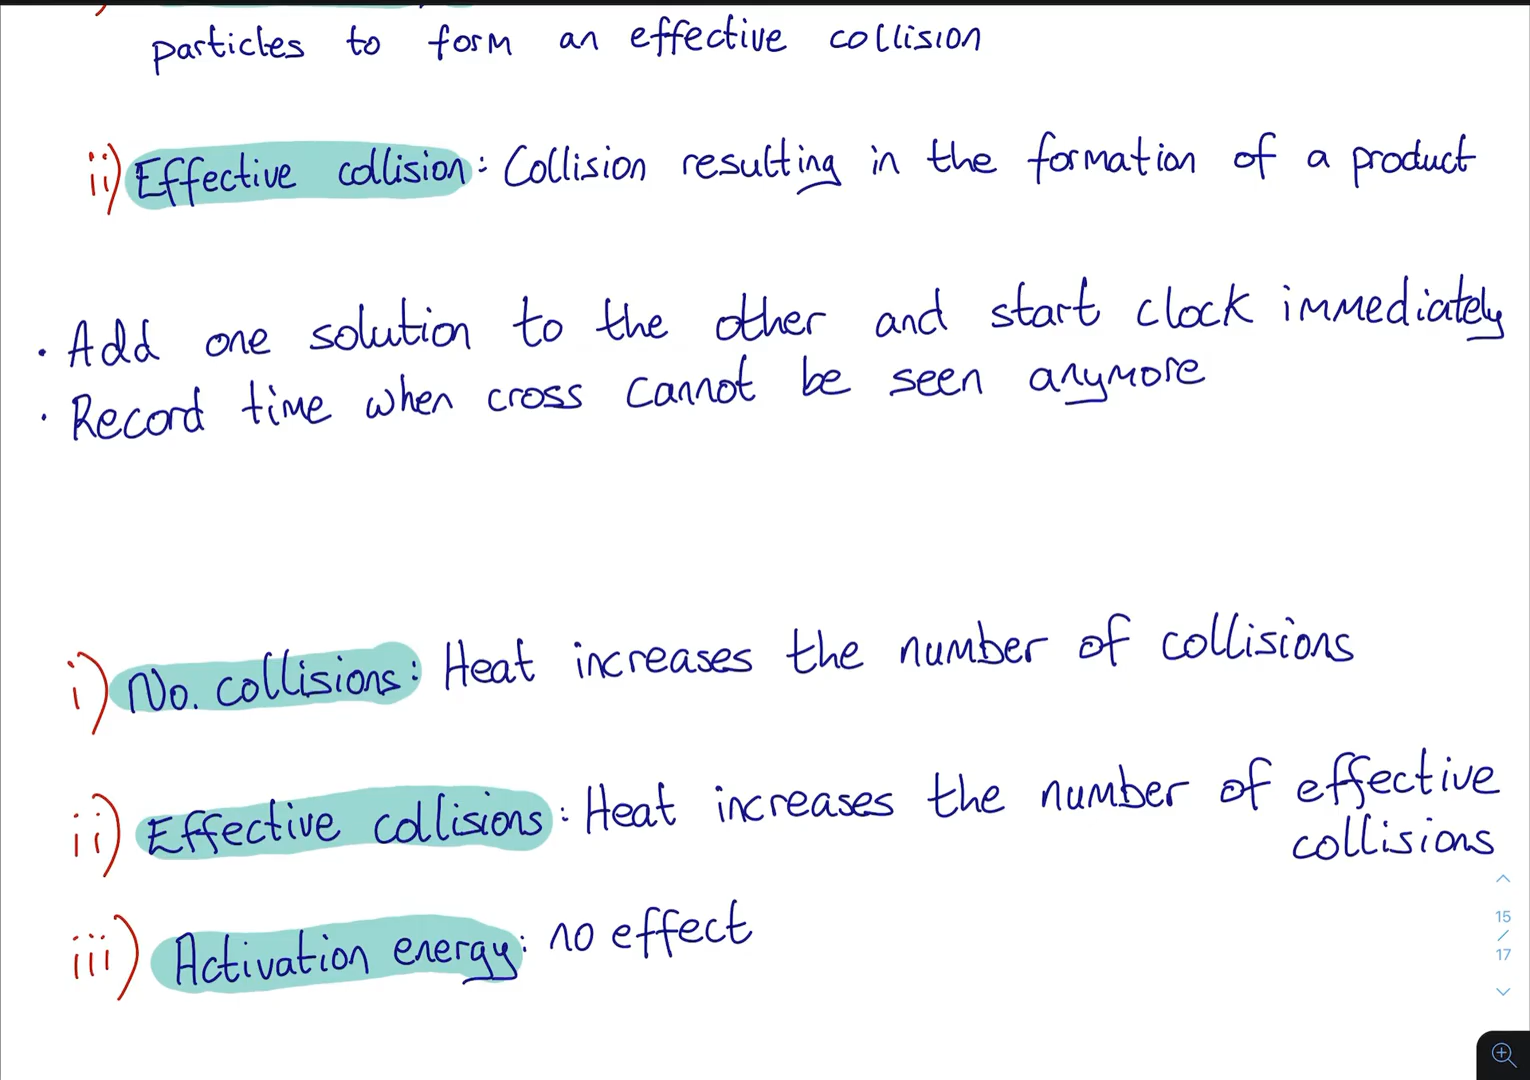 particles to form an effective collision
ii) Effective collision: Collision resulting in the formation of a product
· Add one solution to the other and start clock immediately
· Record time when cross cannot be seen anymore
i) No. collisions: Heat increases the number of collisions
ii) Effective collisions: Heat increases the number of effective
collisions
iii) Activation energy: no effect
15
/
17